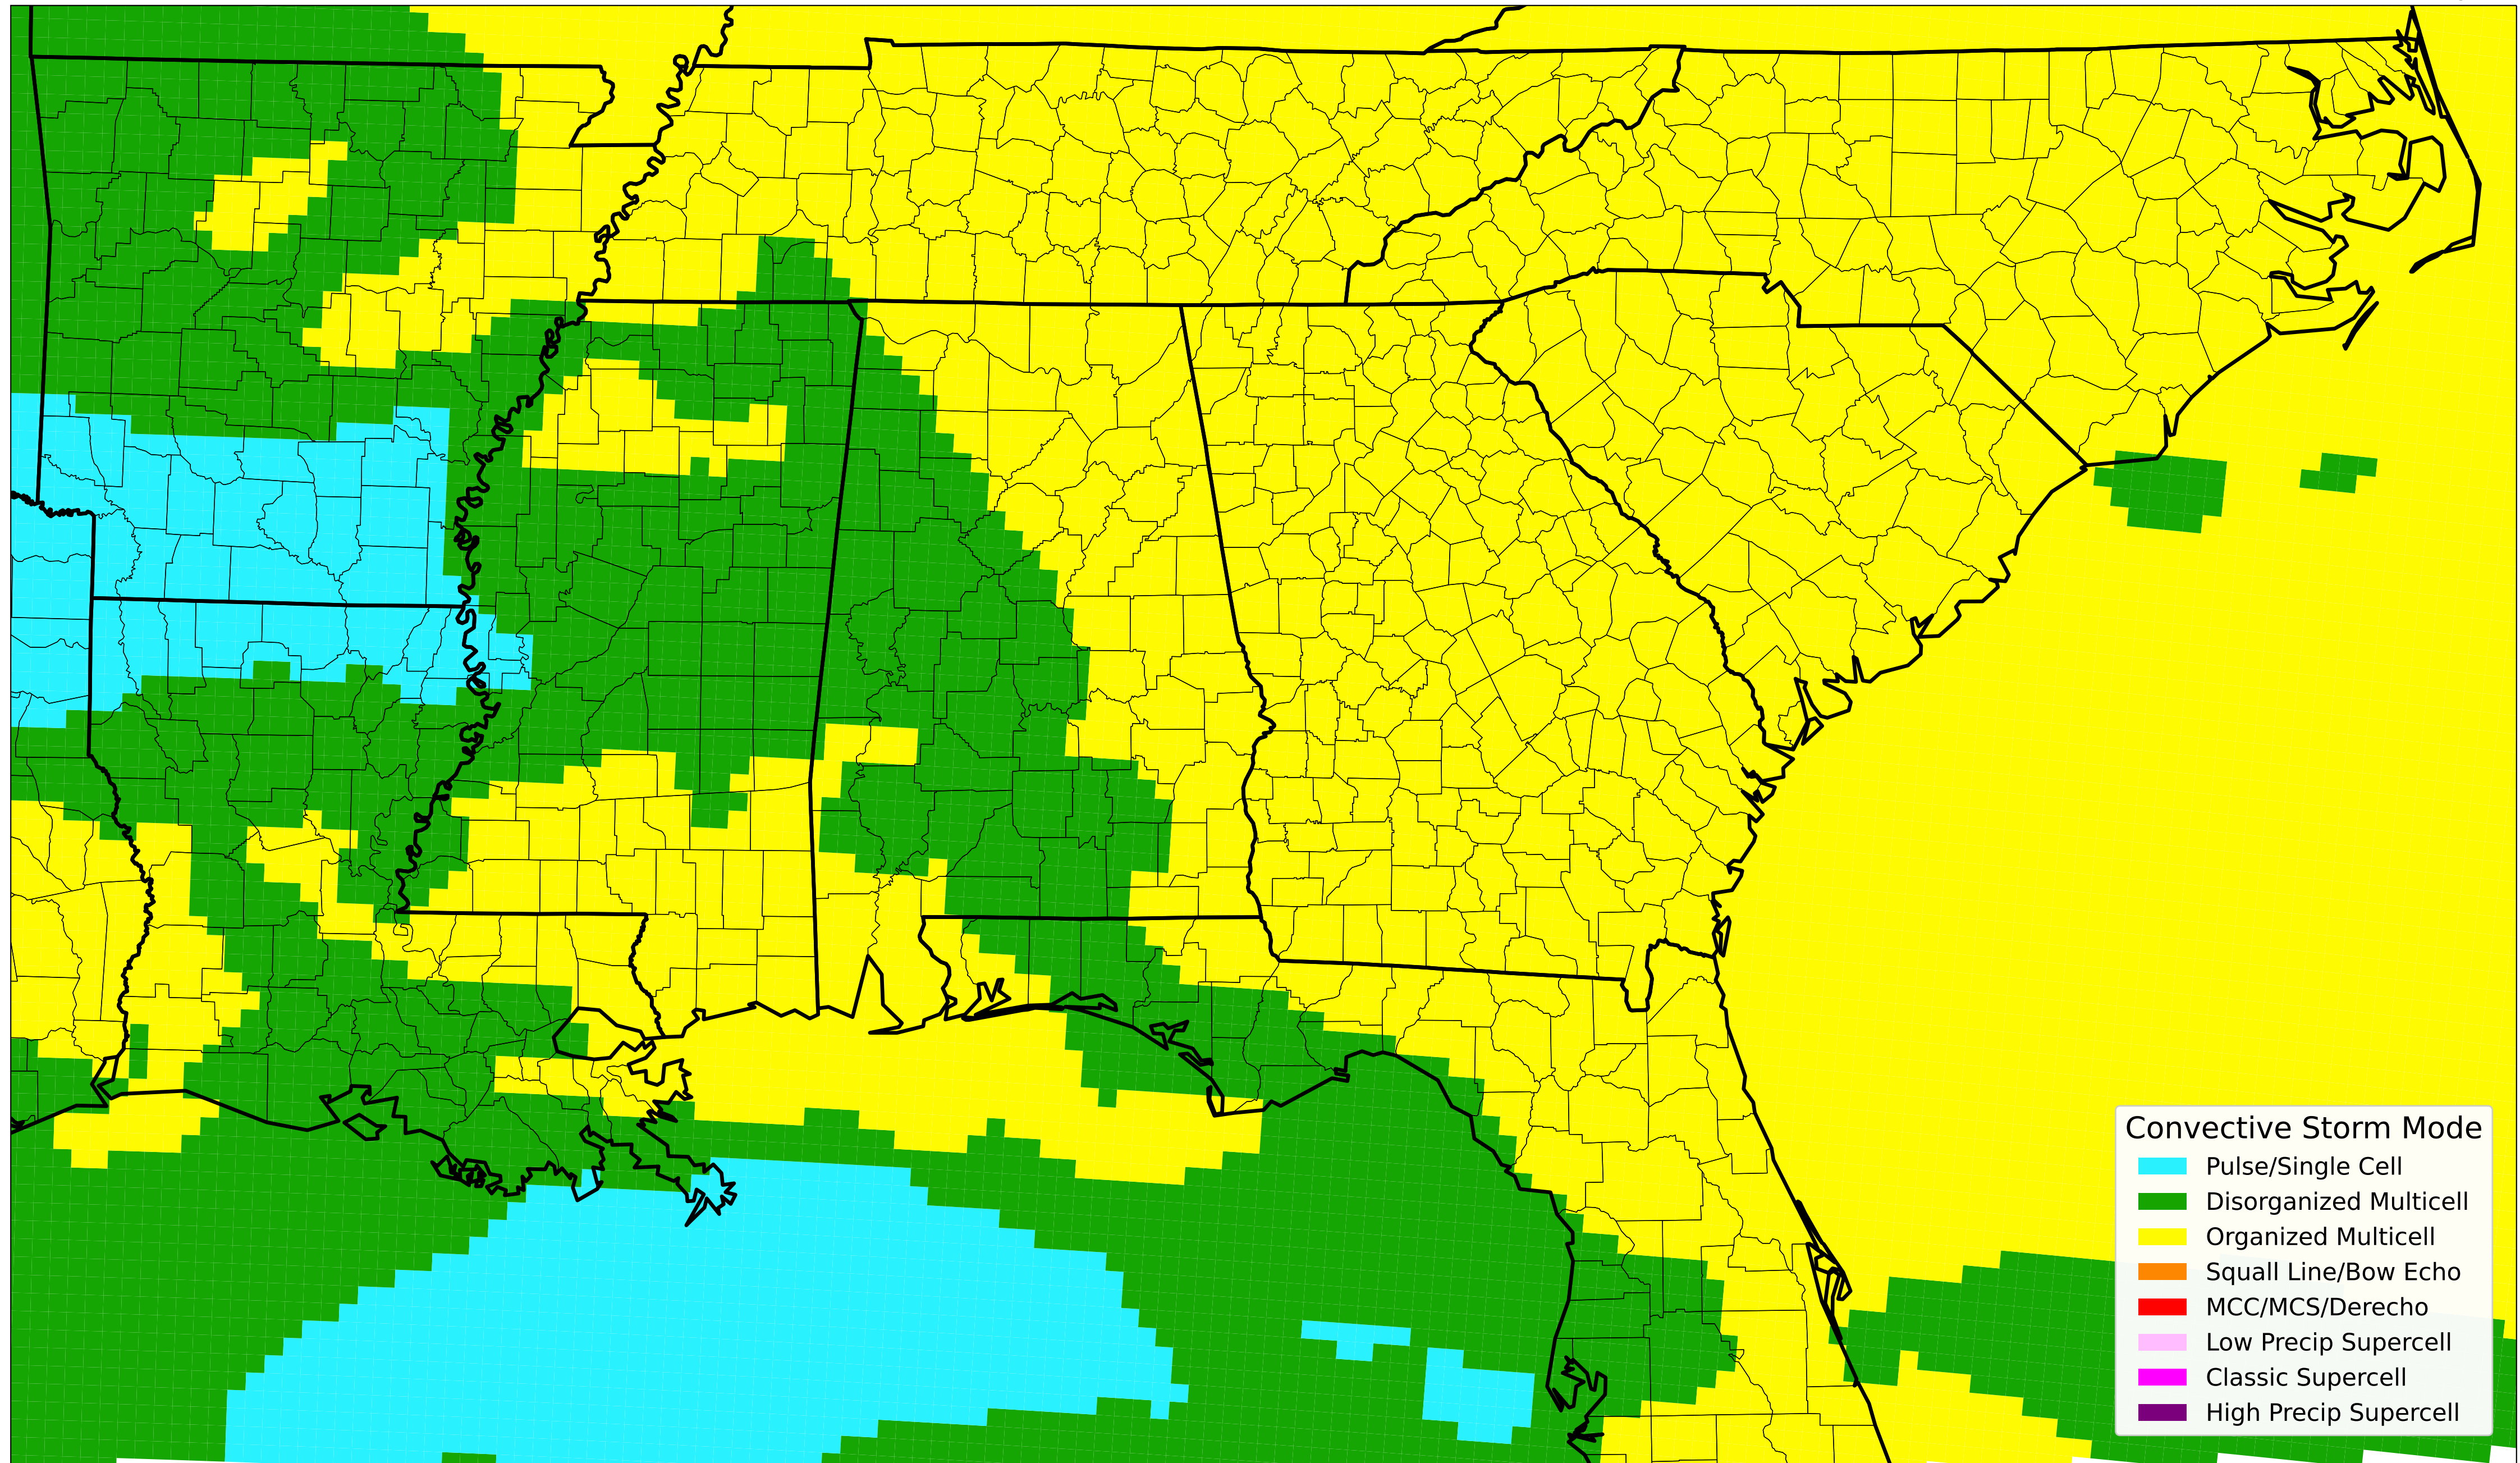 Convective Storm Mode
Pulse/Single Cell
Disorganized Multicell
Organized Multicell
Squall Line/Bow Echo
MCC/MCS/Derecho
Low Precip Supercell
Classic Supercell
High Precip Supercell